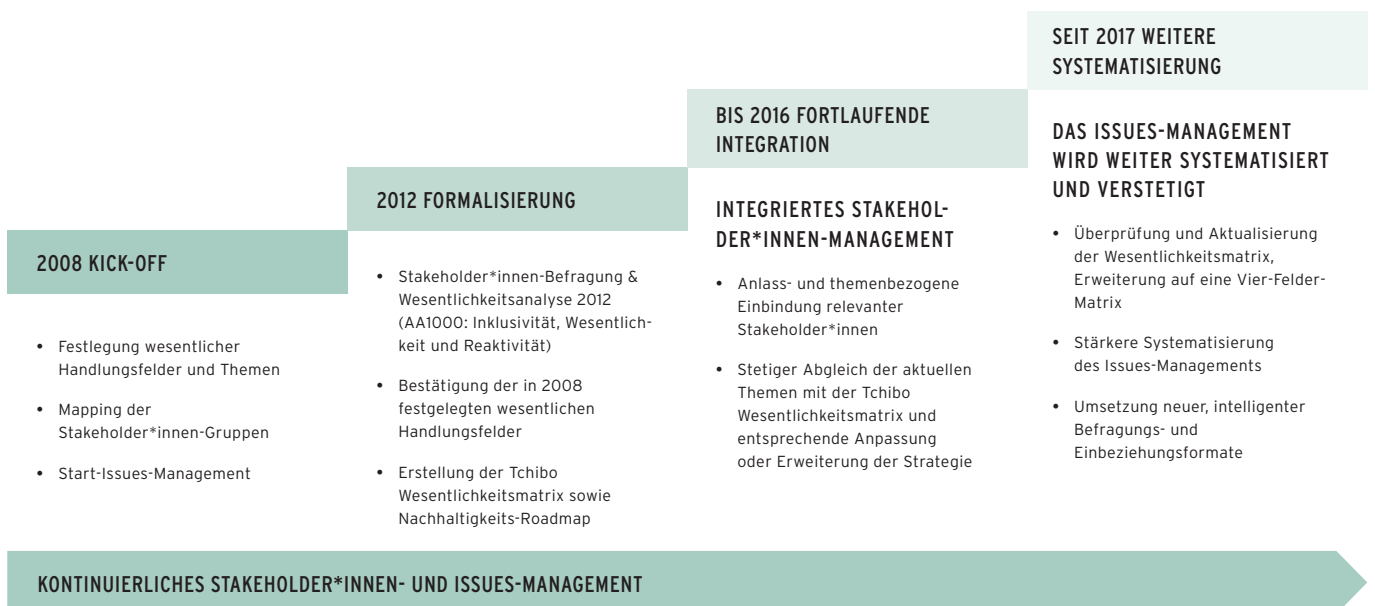 2008 KICK-OFF
• Festlegung wesentlicher
Handlungsfelder und Themen
• Mapping der
Stakeholder*innen-Gruppen
• Start-Issues-Management
2012 FORMALISIERUNG
• Stakeholder*innen-Befragung &
Wesentlichkeitsanalyse 2012
(AA1000: Inklusivität, Wesentlich-
keit und Reaktivität)
• Bestätigung der in 2008
festgelegten wesentlichen
Handlungsfelder
• Erstellung der Tchibo
Wesentlichkeitsmatrix sowie
Nachhaltigkeits-Roadmap
BIS 2016 FORTLAUFENDE
INTEGRATION
INTEGRIERTES STAKEHOL-
DER*INNEN-MANAGEMENT
• Anlass- und themenbezogene
Einbindung relevanter
Stakeholder*innen
• Stetiger Abgleich der aktuellen
Themen mit der Tchibo
Wesentlichkeitsmatrix und
entsprechende Anpassung
oder Erweiterung der Strategie
SEIT 2017 WEITERE
SYSTEMATISIERUNG
DAS ISSUES-MANAGEMENT
WIRD WEITER SYSTEMATISIERT
UND VERSTETIGT
• Überprüfung und Aktualisierung
der Wesentlichkeitsmatrix,
Erweiterung auf eine Vier-Felder-
Matrix
• Stärkere Systematisierung
des Issues-Managements
• Umsetzung neuer, intelligenter
Befragungs- und
Einbeziehungsformate
KONTINUIERLICHES STAKEHOLDER*INNEN- UND ISSUES-MANAGEMENT